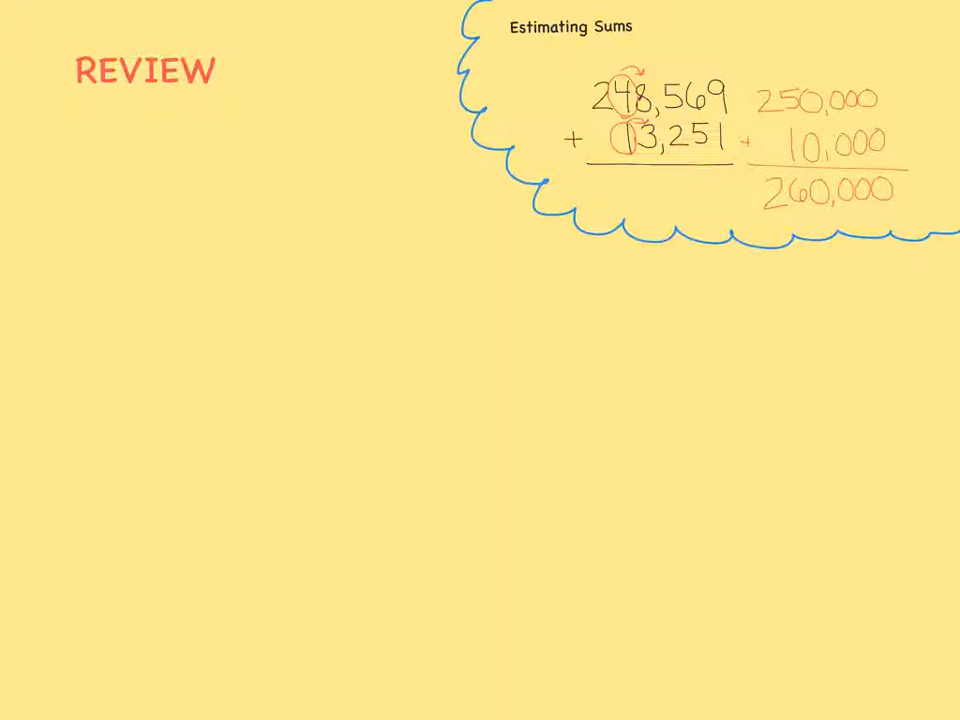 Estimating Sums
REVIEW
248,569 250,000
+ 13,251 + 10,000
260,000